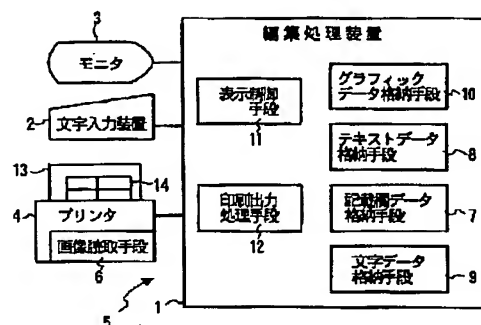 3
モニタ
2
文字入力装置
13
14
4
プリンタ
画像読取手段
6
5
1
編集処理装置
表示制御
手段
11
印刷出力
処理手段
12
グラフィック
データ格納手段
10
テキストデータ
格納手段
8
記載欄データ
格納手段
7
文字データ
格納手段
9